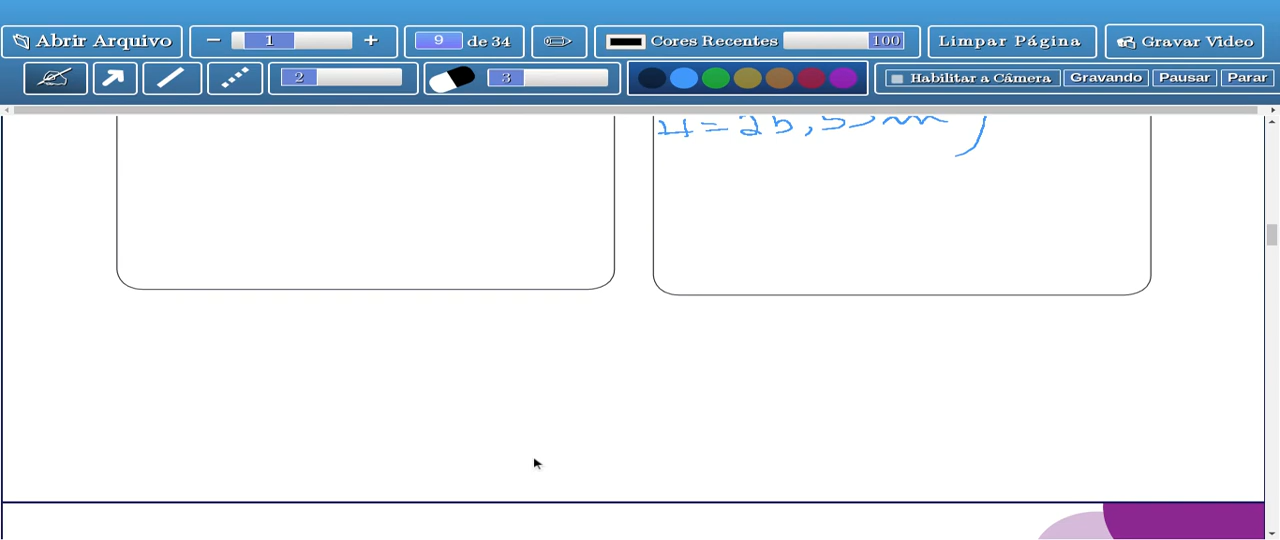 Abrir Arquivo − 1 + 9 de 34 Cores Recentes 100 Limpar Página Gravar Video
2 3 Habilitar a Câmera Gravando Pausar Parar